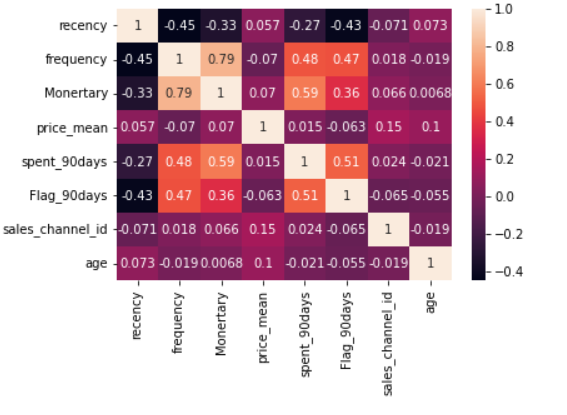 recency 1 -0.45 -0.33 0.057 -0.27 -0.43 -0.071 0.073
frequency -0.45 1 0.79 -0.07 0.48 0.47 0.018 -0.019
Monertary -0.33 0.79 1 0.07 0.59 0.36 0.066 0.0068
price_mean 0.057 -0.07 0.07 1 0.015 -0.063 0.15 0.1
spent_90days -0.27 0.48 0.59 0.015 1 0.51 0.024 -0.021
Flag_90days -0.43 0.47 0.36 -0.063 0.51 1 -0.065 -0.055
sales_channel_id -0.071 0.018 0.066 0.15 0.024 -0.065 1 -0.019
age 0.073 -0.019 0.0068 0.1 -0.021 -0.055 -0.019 1
recency
frequency
Monertary
price_mean
spent_90days
Flag_90days
sales_channel_id
age
1.0
0.8
0.6
0.4
0.2
0.0
−0.2
−0.4